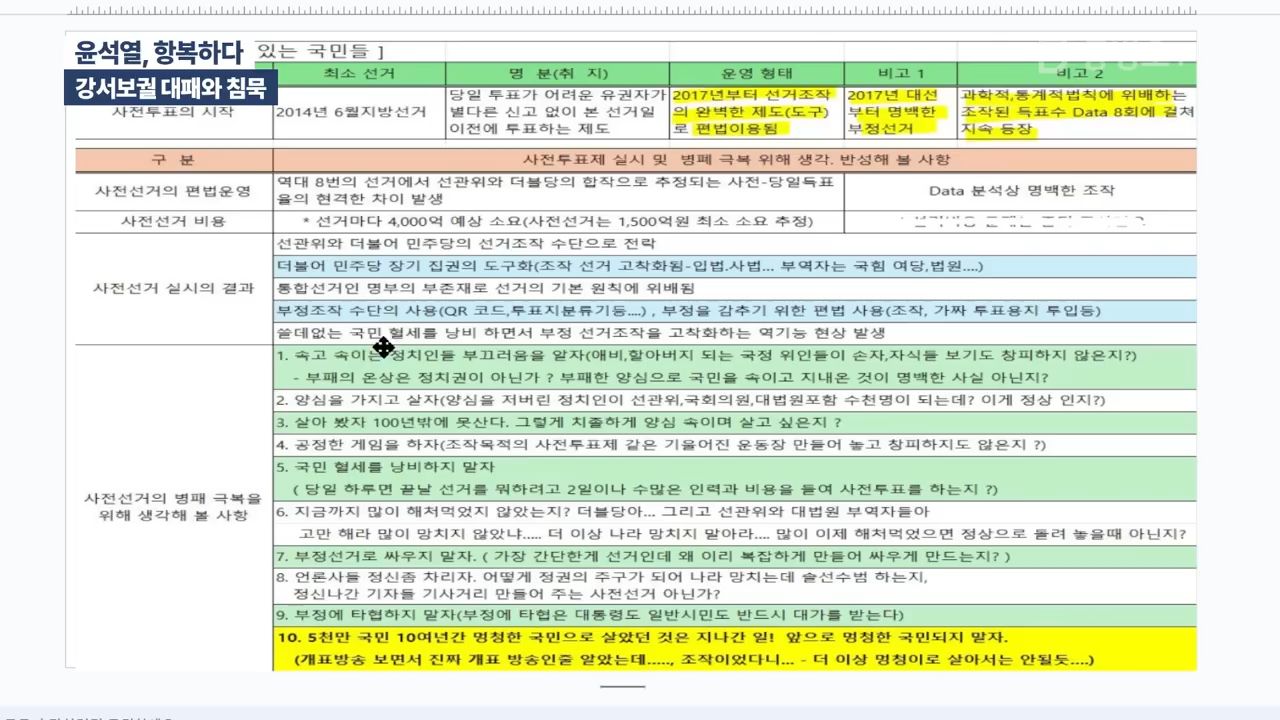 윤석열, 항복하다
강서보궐 대패와 침묵
있는 국민들 ]
최소 선거
명 분(취 지)
운영 형태
비고 1
비고 2
사전투표의 시작
2014년 6월지방선거
당일 투표가 어려운 유권자가
별다른 신고 없이 본 선거일
이전에 투표하는 제도
2017년부터 선거조작
의 완벽한 제도(도구)
로 편법이용됨
2017년 대선
부터 명백한
부정선거
과학적,통계적법칙에 위배하는
조작된 득표수 Data 8회에 걸쳐
지속 등장
구 분
사전투표제 실시 및 병폐 극복 위해 생각. 반성해 볼 사항
사전선거의 편법운영
역대 8번의 선거에서 선관위와 더불당의 합작으로 추정되는 사전-당일득표
율의 현격한 차이 발생
Data 분석상 명백한 조작
사전선거 비용
* 선거마다 4,000억 예상 소요(사전선거는 1,500억원 최소 소요 추정)
사전선거 실시의 결과
선관위와 더불어 민주당의 선거조작 수단으로 전락
더불어 민주당 장기 집권의 도구화(조작 선거 고착화됨-입법.사법... 부역자는 국힘 여당,법원....)
통합선거인 명부의 부존재로 선거의 기본 원칙에 위배됨
부정조작 수단의 사용(QR 코드,투표지분류기등....) , 부정을 감추기 위한 편법 사용(조작, 가짜 투표용지 투입등)
쓸데없는 국민 혈세를 낭비 하면서 부정 선거조작을 고착화하는 역기능 현상 발생
사전선거의 병패 극복을
위해 생각해 볼 사항
1. 속고 속이는 정치인들 부끄러움을 알자(애비,할아버지 되는 국정 위인들이 손자,자식들 보기도 창피하지 않은지?)
- 부패의 온상은 정치권이 아닌가 ? 부패한 양심으로 국민을 속이고 지내온 것이 명백한 사실 아닌지?
2. 양심을 가지고 살자(양심을 저버린 정치인이 선관위,국회의원,대법원포함 수천명이 되는데? 이게 정상 인지?)
3. 살아 봤자 100년밖에 못산다. 그렇게 치졸하게 양심 속이며 살고 싶은지 ?
4. 공정한 게임을 하자(조작목적의 사전투표제 같은 기울어진 운동장 만들어 놓고 창피하지도 않은지 ?)
5. 국민 혈세를 낭비하지 말자
( 당일 하루면 끝날 선거를 뭐하려고 2일이나 수많은 인력과 비용을 들여 사전투표를 하는지 ?)
6. 지금까지 많이 해처먹었지 않았는지? 더불당아... 그리고 선관위와 대법원 부역자들아
고만 해라 많이 망치지 않았냐..... 더 이상 나라 망치지 말아라.... 많이 이제 해처먹었으면 정상으로 돌려 놓을때 아닌지?
7. 부정선거로 싸우지 말자. ( 가장 간단한게 선거인데 왜 이리 복잡하게 만들어 싸우게 만드는지? )
8. 언론사들 정신좀 차리자. 어떻게 정권의 주구가 되어 나라 망치는데 솔선수범 하는지,
정신나간 기자들 기사거리 만들어 주는 사전선거 아닌가?
9. 부정에 타협하지 말자(부정에 타협은 대통령도 일반시민도 반드시 대가를 받는다)
10. 5천만 국민 10여년간 멍청한 국민으로 살았던 것은 지나간 일! 앞으로 멍청한 국민되지 말자.
(개표방송 보면서 진짜 개표 방송인줄 알았는데....., 조작이었다니... - 더 이상 멍청이로 살아서는 안될듯....)